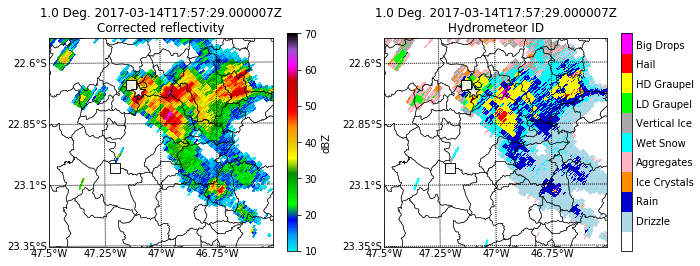 1.0 Deg. 2017-03-14T17:57:29.000007Z
Corrected reflectivity
22.6°S
22.85°S
23.1°S
23.35°S
47.5°W
47.25°W
47°W
46.75°W
70
60
50
40
30
20
10
dBZ
1.0 Deg. 2017-03-14T17:57:29.000007Z
Hydrometeor ID
22.6°S
22.85°S
23.1°S
23.35°S
47.5°W
47.25°W
47°W
46.75°W
Big Drops
Hail
HD Graupel
LD Graupel
Vertical Ice
Wet Snow
Aggregates
Ice Crystals
Rain
Drizzle